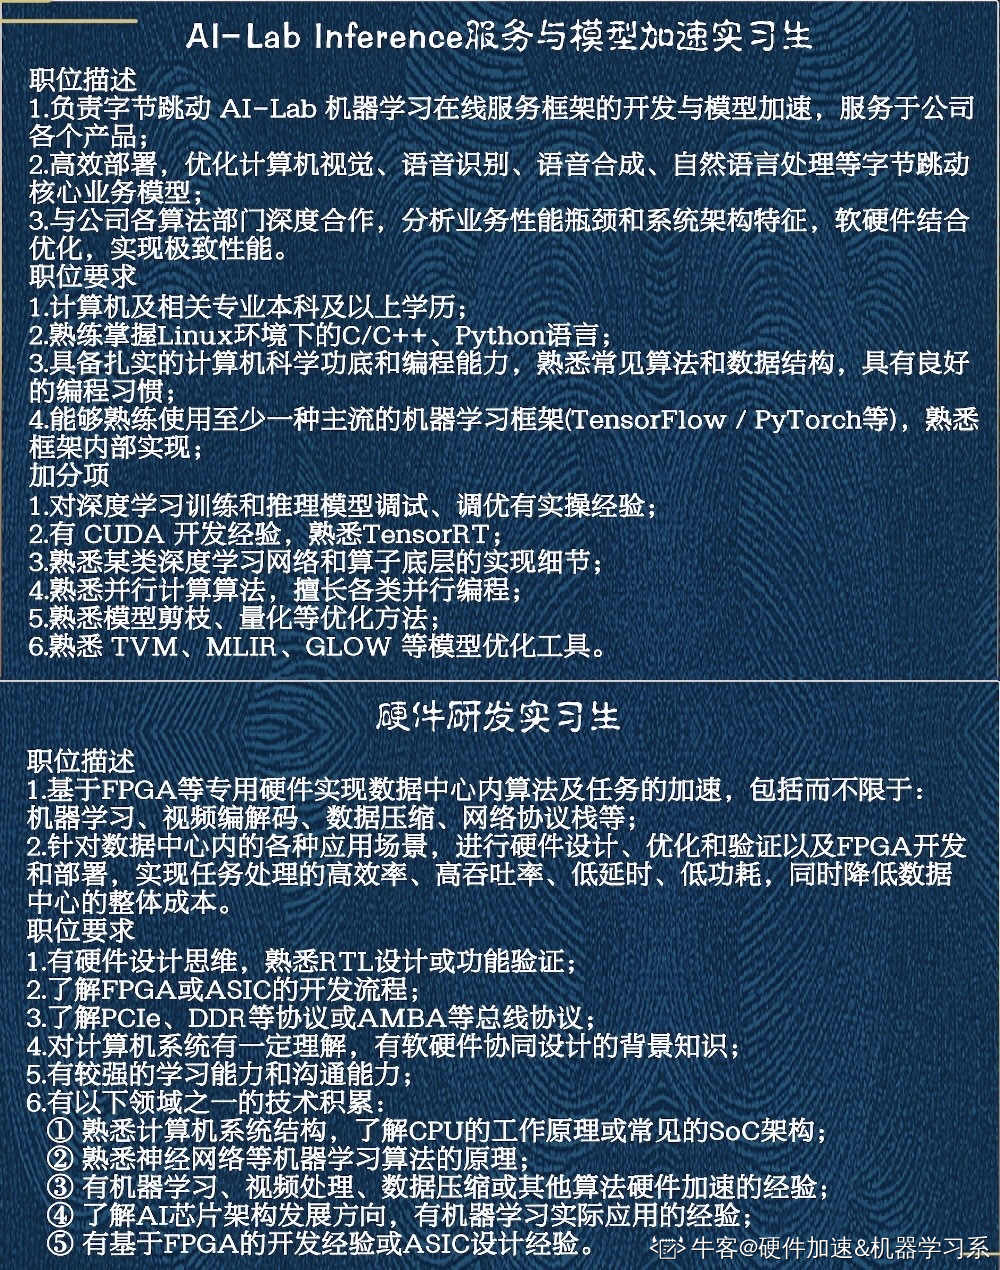 AI-Lab Inference服务与模型加速实习生
职位描述
1.负责字节跳动 AI-Lab 机器学习在线服务框架的开发与模型加速，服务于公司
各个产品；
2.高效部署，优化计算机视觉、语音识别、语音合成、自然语言处理等字节跳动
核心业务模型；
3.与公司各算法部门深度合作，分析业务性能瓶颈和系统架构特征，软硬件结合
优化，实现极致性能。
职位要求
1.计算机及相关专业本科及以上学历；
2.熟练掌握Linux环境下的C/C++、Python语言；
3.具备扎实的计算机科学功底和编程能力，熟悉常见算法和数据结构，具有良好
的编程习惯；
4.能够熟练使用至少一种主流的机器学习框架(TensorFlow / PyTorch等)，熟悉
框架内部实现；
加分项
1.对深度学习训练和推理模型调试、调优有实操经验；
2.有 CUDA 开发经验，熟悉TensorRT；
3.熟悉某类深度学习网络和算子底层的实现细节；
4.熟悉并行计算算法，擅长各类并行编程；
5.熟悉模型剪枝、量化等优化方法；
6.熟悉 TVM、MLIR、GLOW 等模型优化工具。
硬件研发实习生
职位描述
1.基于FPGA等专用硬件实现数据中心内算法及任务的加速，包括而不限于：
机器学习、视频编解码、数据压缩、网络协议栈等；
2.针对数据中心内的各种应用场景，进行硬件设计、优化和验证以及FPGA开发
和部署，实现任务处理的高效率、高吞吐率、低延时、低功耗，同时降低数据
中心的整体成本。
职位要求
1.有硬件设计思维，熟悉RTL设计或功能验证；
2.了解FPGA或ASIC的开发流程；
3.了解PCIe、DDR等协议或AMBA等总线协议；
4.对计算机系统有一定理解，有软硬件协同设计的背景知识；
5.有较强的学习能力和沟通能力；
6.有以下领域之一的技术积累：
① 熟悉计算机系统结构，了解CPU的工作原理或常见的SoC架构；
② 熟悉神经网络等机器学习算法的原理；
③ 有机器学习、视频处理、数据压缩或其他算法硬件加速的经验；
④ 了解AI芯片架构发展方向，有机器学习实际应用的经验；
⑤ 有基于FPGA的开发经验或ASIC设计经验。
牛客@硬件加速&机器学习系